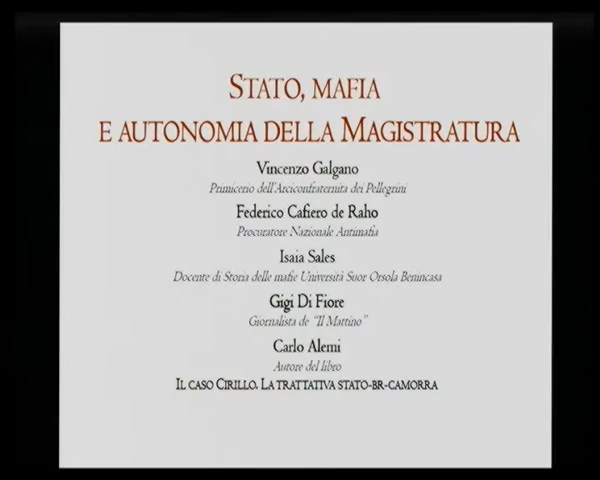 Stato, mafia
e autonomia della Magistratura
Vincenzo Galgano
Primicerio dell'Arciconfraternita dei Pellegrini
Federico Cafiero de Raho
Procuratore Nazionale Antimafia
Isaia Sales
Docente di Storia delle mafie Università Suor Orsola Benincasa
Gigi Di Fiore
Giornalista de "Il Mattino"
Carlo Alemi
Autore del libro
Il caso Cirillo. La trattativa stato-br-camorra